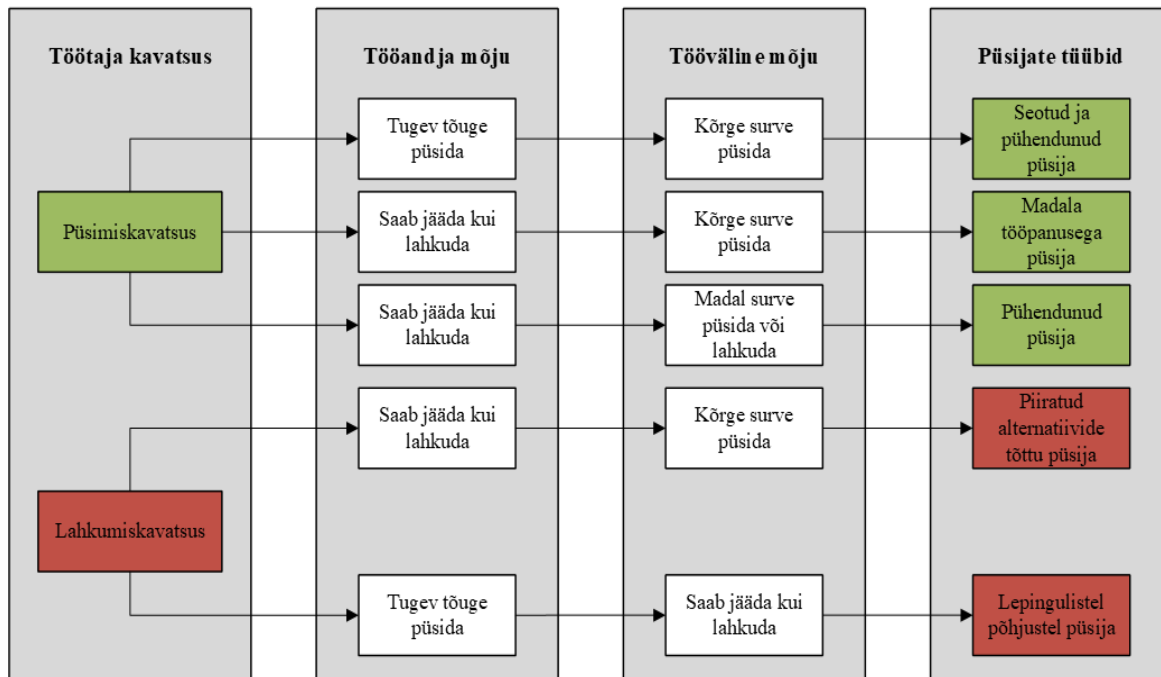 Töötaja kavatsus
Tööandja mõju
Tööväline mõju
Püsijate tüübid
Tugev tõuge
püsida
Kõrge surve
püsida
Seotud ja
pühendunud
püsija
Püsimiskavatsus
Saab jääda kui
lahkuda
Kõrge surve
püsida
Madala
tööpanusega
püsija
Saab jääda kui
lahkuda
Madal surve
püsida või
lahkuda
Pühendunud
püsija
Saab jääda kui
lahkuda
Kõrge surve
püsida
Piiratud
alternatiivide
tõttu püsija
Lahkumiskavatsus
Tugev tõuge
püsida
Saab jääda kui
lahkuda
Lepingulistel
põhjustel püsija